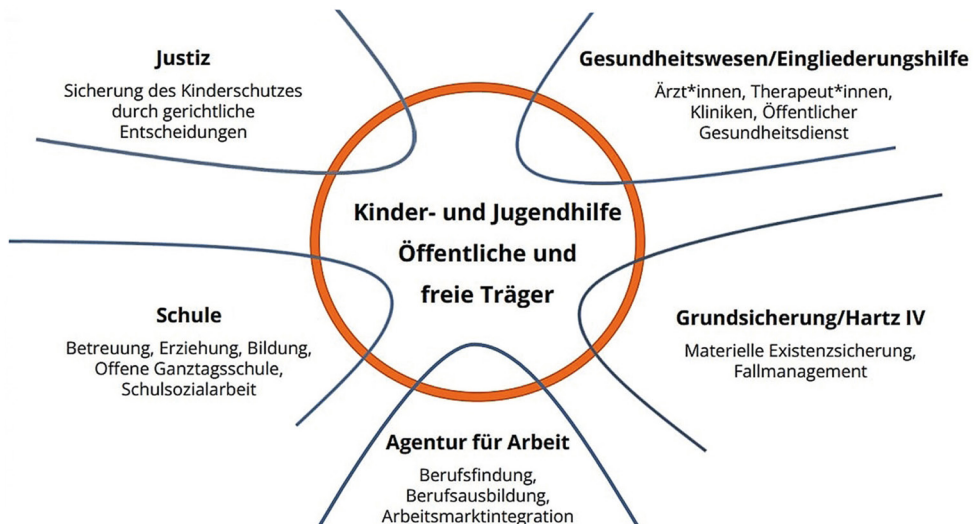 Justiz
Sicherung des Kinderschutzes
durch gerichtliche
Entscheidungen
Gesundheitswesen/Eingliederungshilfe
Ärzt*innen, Therapeut*innen,
Kliniken, Öffentlicher
Gesundheitsdienst
Kinder- und Jugendhilfe
Öffentliche und
freie Träger
Schule
Betreuung, Erziehung, Bildung,
Offene Ganztagsschule,
Schulsozialarbeit
Grundsicherung/Hartz IV
Materielle Existenzsicherung,
Fallmanagement
Agentur für Arbeit
Berufsfindung,
Berufsausbildung,
Arbeitsmarktintegration